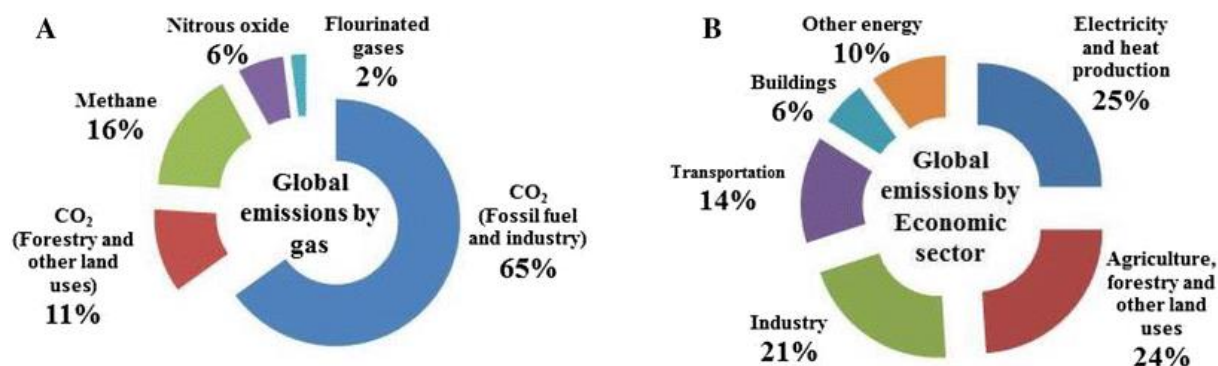 A
Nitrous oxide
6%
Flourinated
gases
2%
Methane
16%
CO₂
(Forestry and
other land
uses)
11%
Global
emissions by
gas
CO₂
(Fossil fuel
and industry)
65%
B
Other energy
10%
Electricity
and heat
production
25%
Buildings
6%
Transportation
14%
Global
emissions by
Economic
sector
Industry
21%
Agriculture,
forestry and
other land
uses
24%